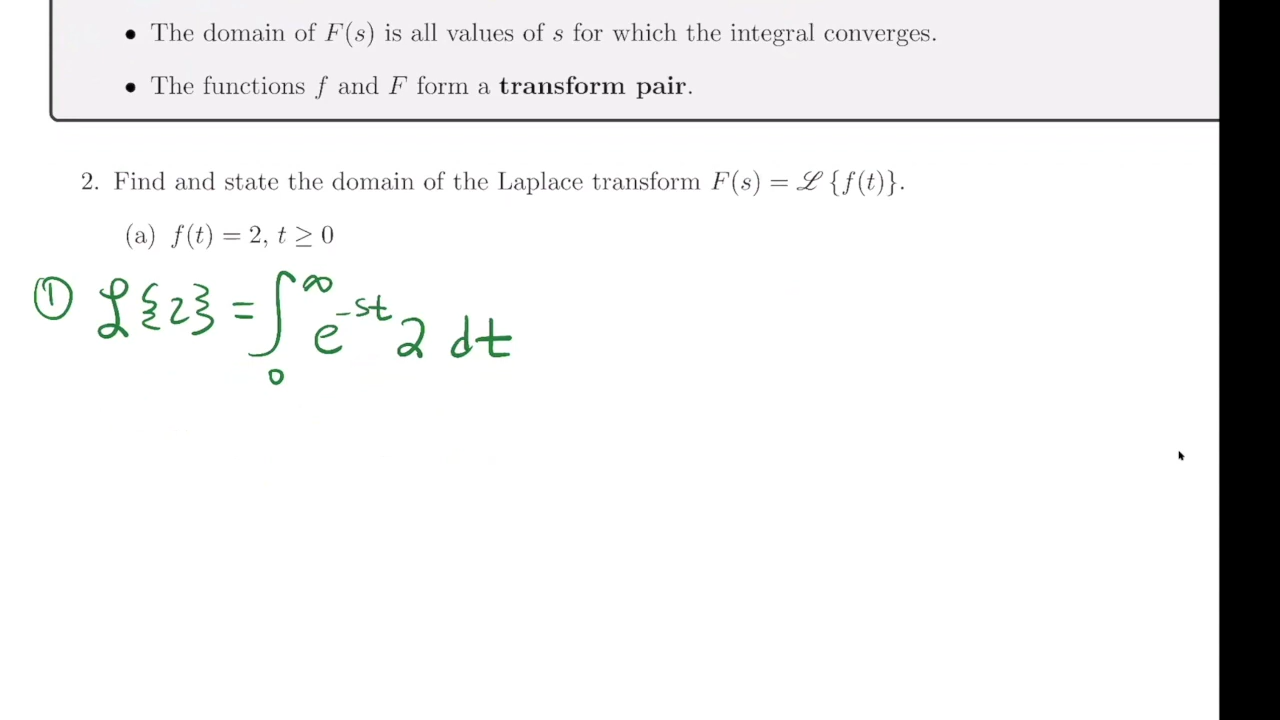 • The domain of F(s) is all values of s for which the integral converges.
• The functions f and F form a transform pair.
2. Find and state the domain of the Laplace transform F(s) = ℒ {f(t)}.
(a) f(t) = 2, t ≥ 0
① ℒ{2} = ∫₀^∞ e^(-st) 2 dt